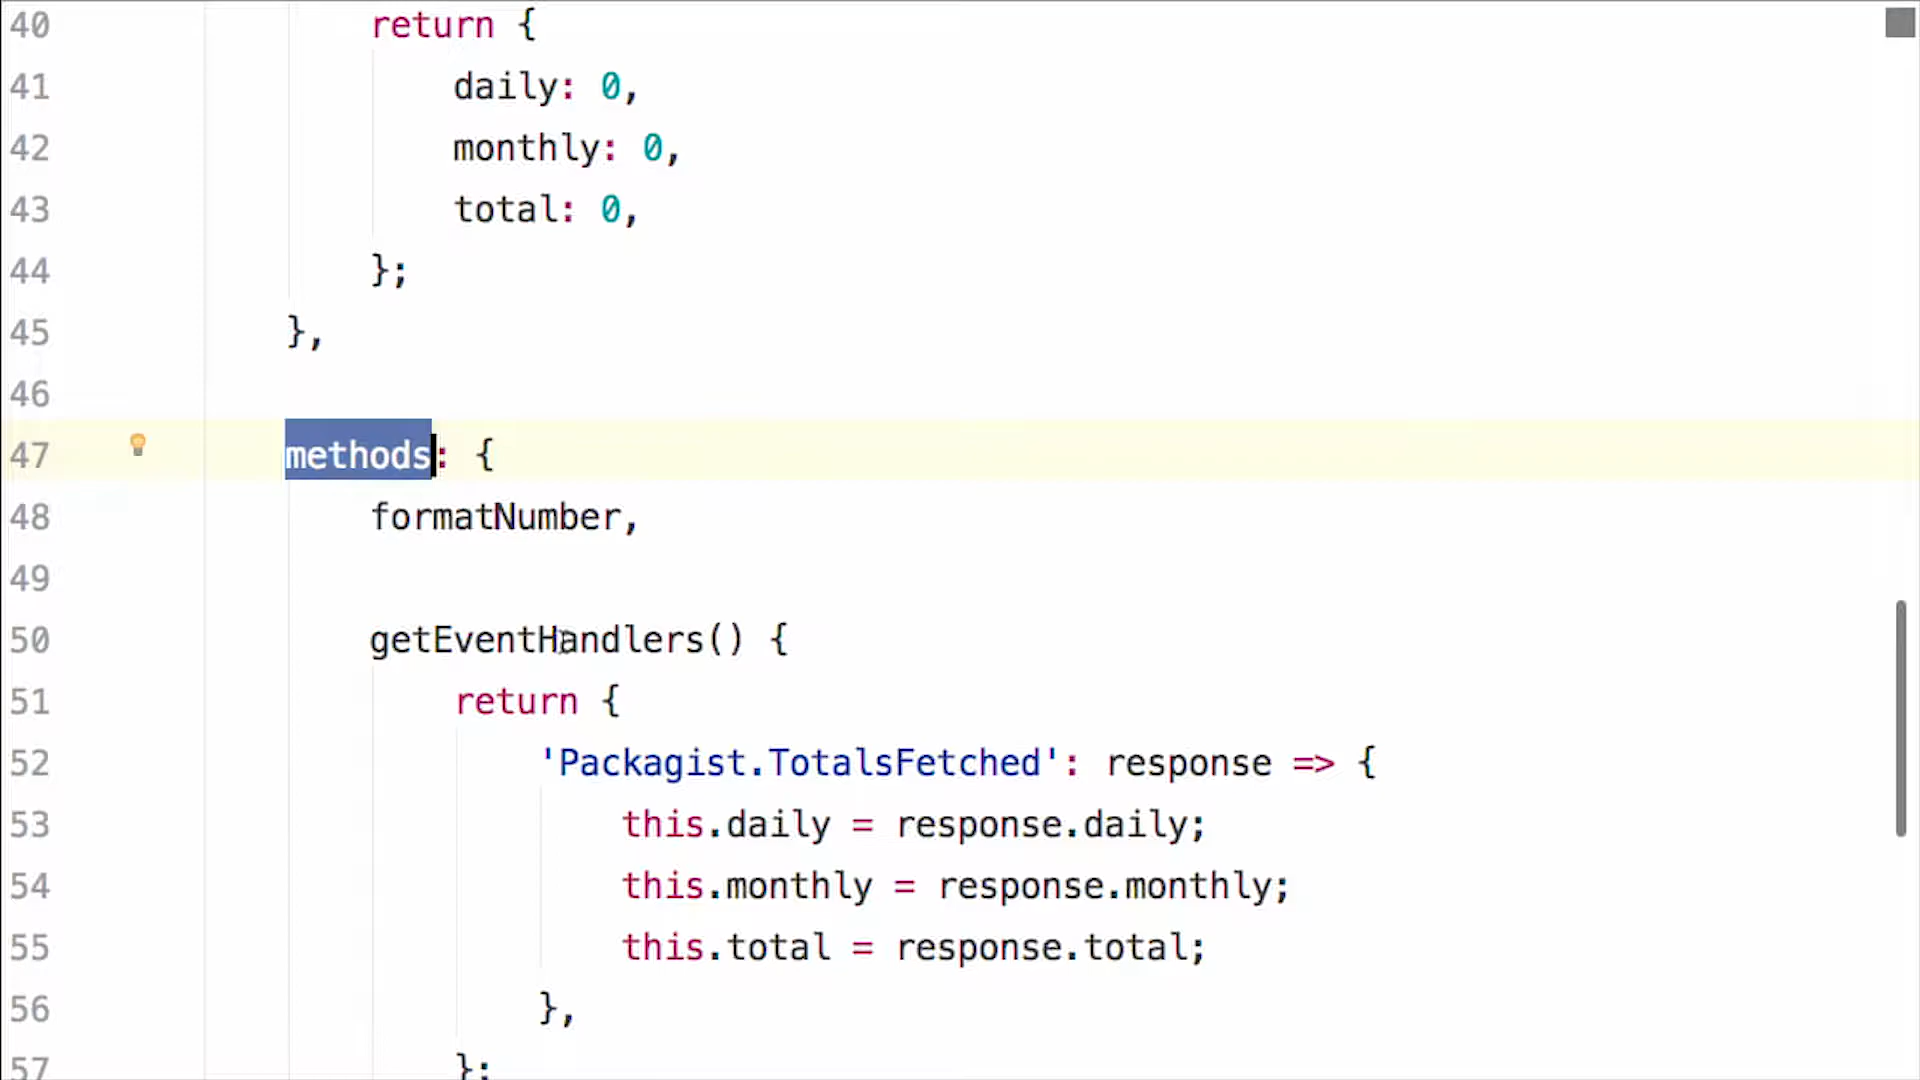 40 return {
41 daily: 0,
42 monthly: 0,
43 total: 0,
44 };
45 },
46
47 methods: {
48 formatNumber,
49
50 getEventHandlers() {
51 return {
52 'Packagist.TotalsFetched': response => {
53 this.daily = response.daily;
54 this.monthly = response.monthly;
55 this.total = response.total;
56 },
57 };